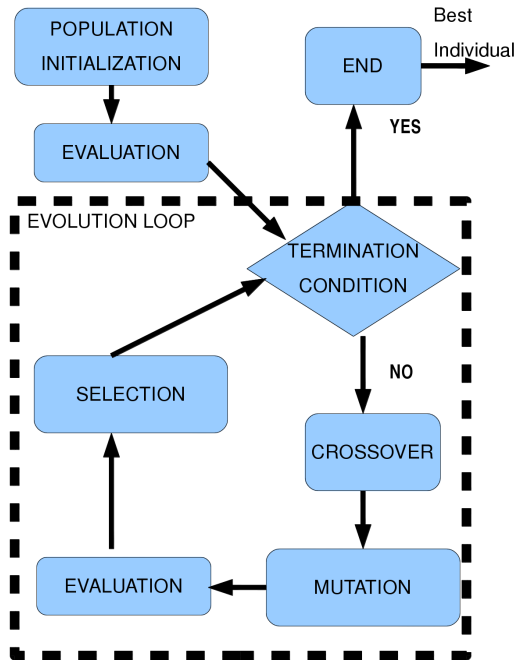 POPULATION
INITIALIZATION
EVALUATION
END
Best
Individual
YES
EVOLUTION LOOP
TERMINATION
CONDITION
NO
SELECTION
CROSSOVER
EVALUATION
MUTATION